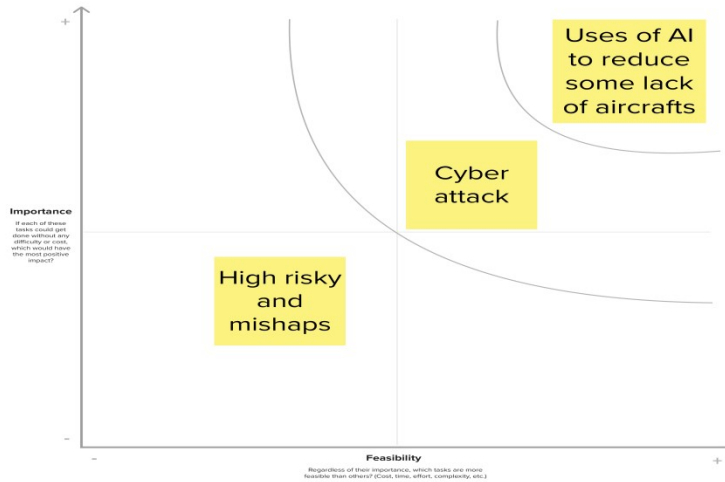 +
Uses of AI
to reduce
some lack
of aircrafts
Cyber
attack
Importance
If each of these
tasks could get
done without any
difficulty or cost,
which would have
the most positive
impact?
High risky
and
mishaps
-
-
Feasibility
+
Regardless of their importance, which tasks are more
feasible than others? (Cost, time, effort, complexity, etc.)